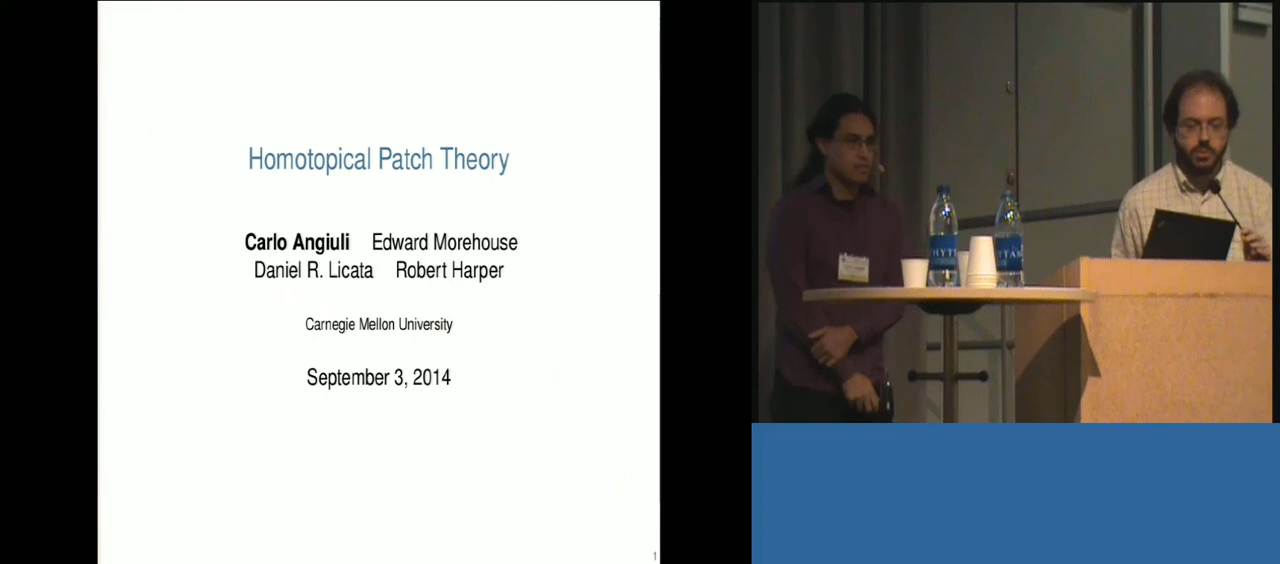 Homotopical Patch Theory
Carlo Angiuli Edward Morehouse
Daniel R. Licata Robert Harper
Carnegie Mellon University
September 3, 2014
1